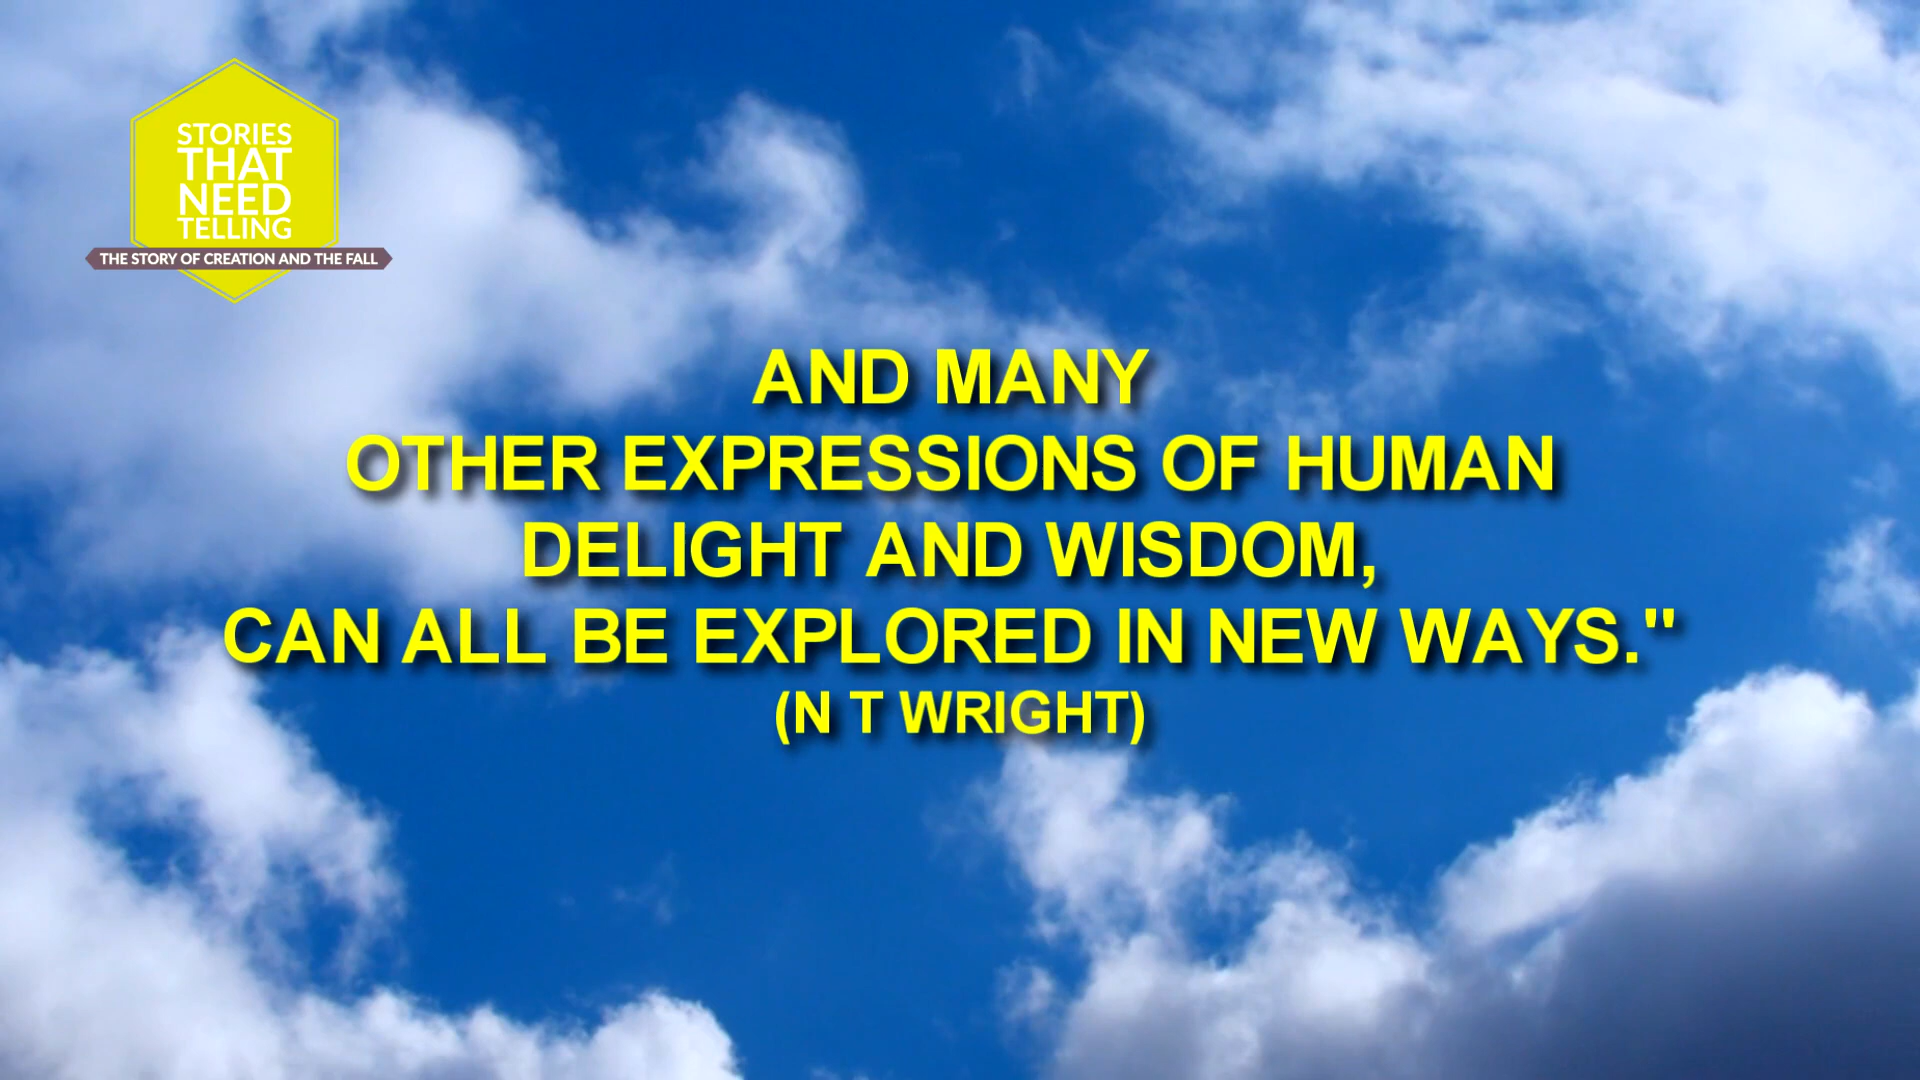 STORIES
THAT
NEED
TELLING
THE STORY OF CREATION AND THE FALL
AND MANY
OTHER EXPRESSIONS OF HUMAN
DELIGHT AND WISDOM,
CAN ALL BE EXPLORED IN NEW WAYS."
(N T WRIGHT)